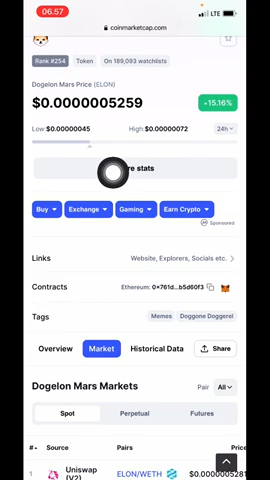 06.57
LTE
coinmarketcap.com
Rank #254 Token On 189,093 watchlists
Dogelon Mars Price (ELON)
$0.0000005259 -15.16%
Low:$0.00000045 High:$0.00000072 24h
re stats
Buy Exchange Gaming Earn Crypto
Sponsored
Links Website, Explorers, Socials etc.
Contracts Ethereum: 0x761d...b5d60f3
Tags Memes Doggone Doggerel
Overview Market Historical Data Share
Dogelon Mars Markets Pair All
Spot Perpetual Futures
# Source Pairs Price
1 Uniswap (V2) ELON/WETH $0.0000005281